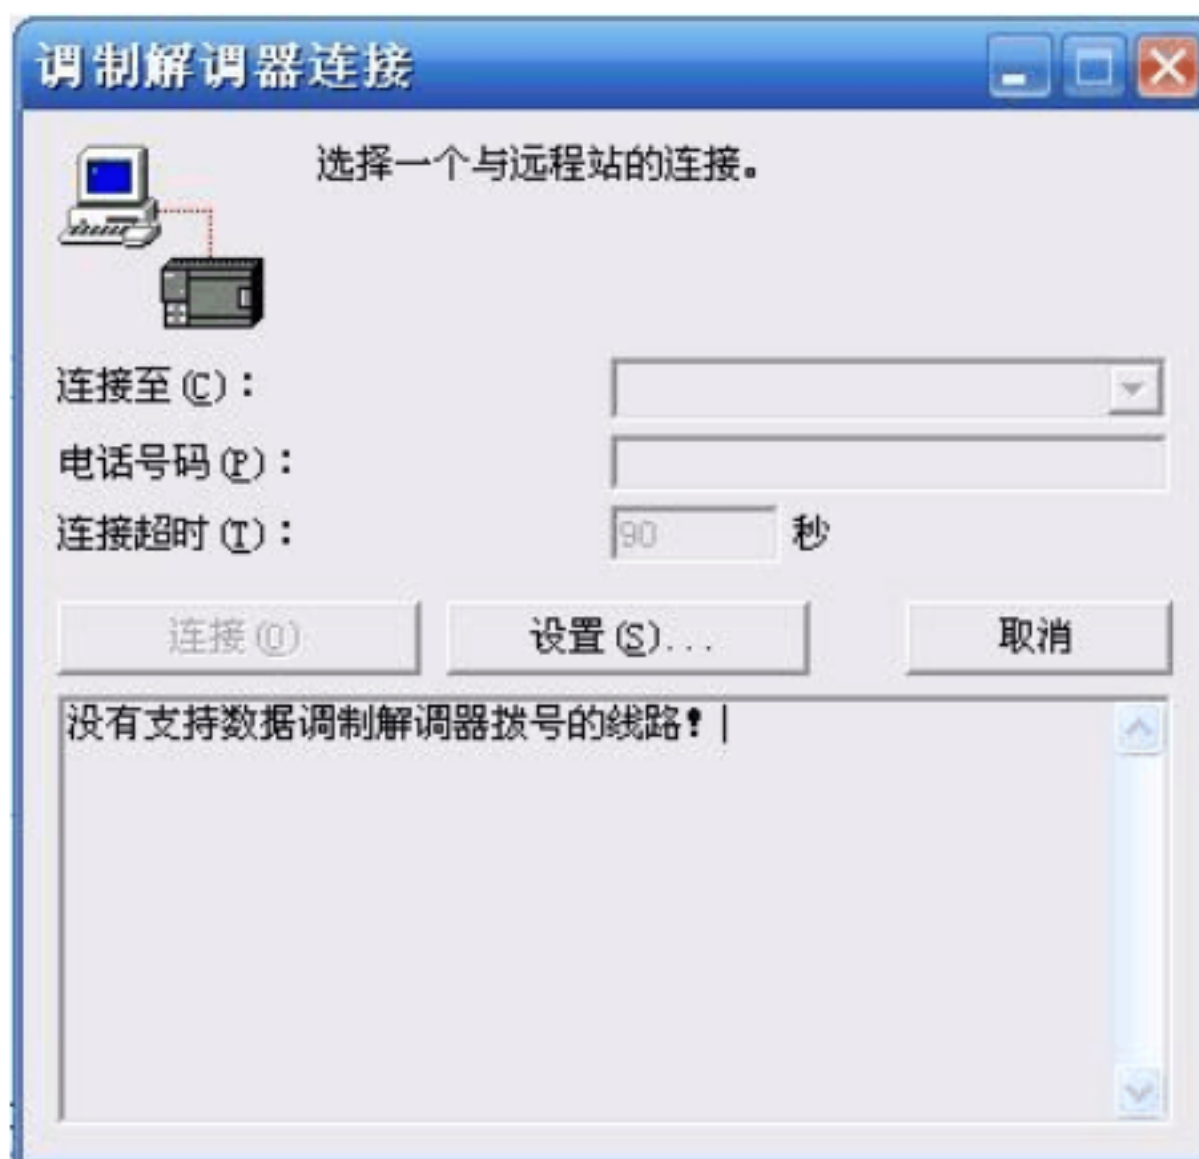 调制解调器连接
选择一个与远程站的连接。
连接至(C)：
电话号码(P)：
连接超时(T)： 90 秒
连接(O) 设置(S)... 取消
没有支持数据调制解调器拨号的线路！